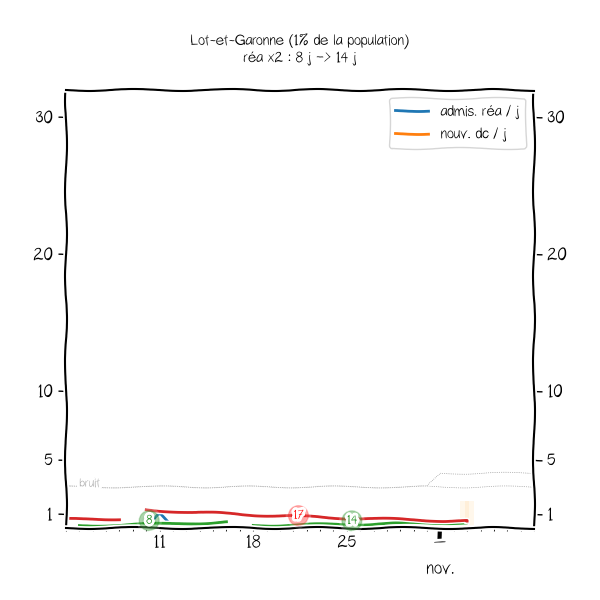 Lot-et-Garonne (1% de la population)
réa x2 : 8 j -> 14 j
admis. réa / j
nouv. dc / j
30
30
20
20
10
10
5
5
bruit
1
1
8
17
14
11
18
25
1
nov.